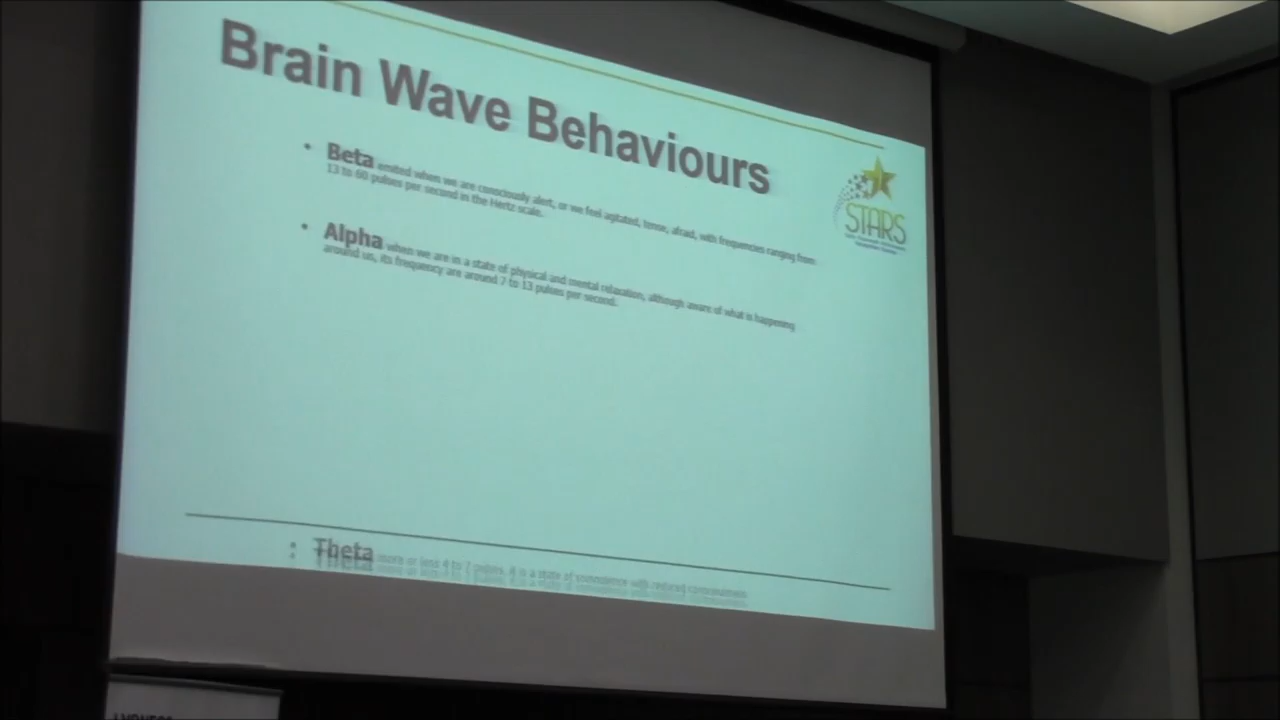 Brain Wave Behaviours
• Beta emited when we are consciously alert, or we feel agitated, tense, afraid, with frequencies ranging from
13 to 60 pulses per second in the Hertz scale.
STARS
• Alpha when we are in a state of physical and mental relaxation, although aware of what is happening
around us, its frequency are around 7 to 13 pulses per second.
• Theta more or less 4 to 7 pulses, it is a state of somnolence with reduced consciousness